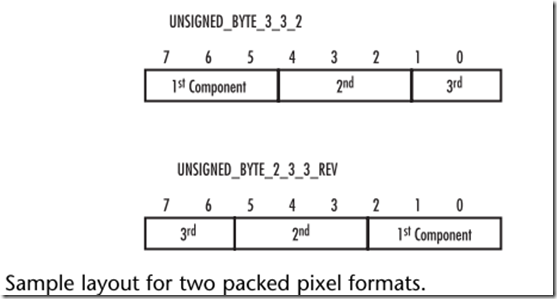 UNSIGNED_BYTE_3_3_2
7 6 5 4 3 2 1 0
1st Component 2nd 3rd
UNSIGNED_BYTE_2_3_3_REV
7 6 5 4 3 2 1 0
3rd 2nd 1st Component
Sample layout for two packed pixel formats.